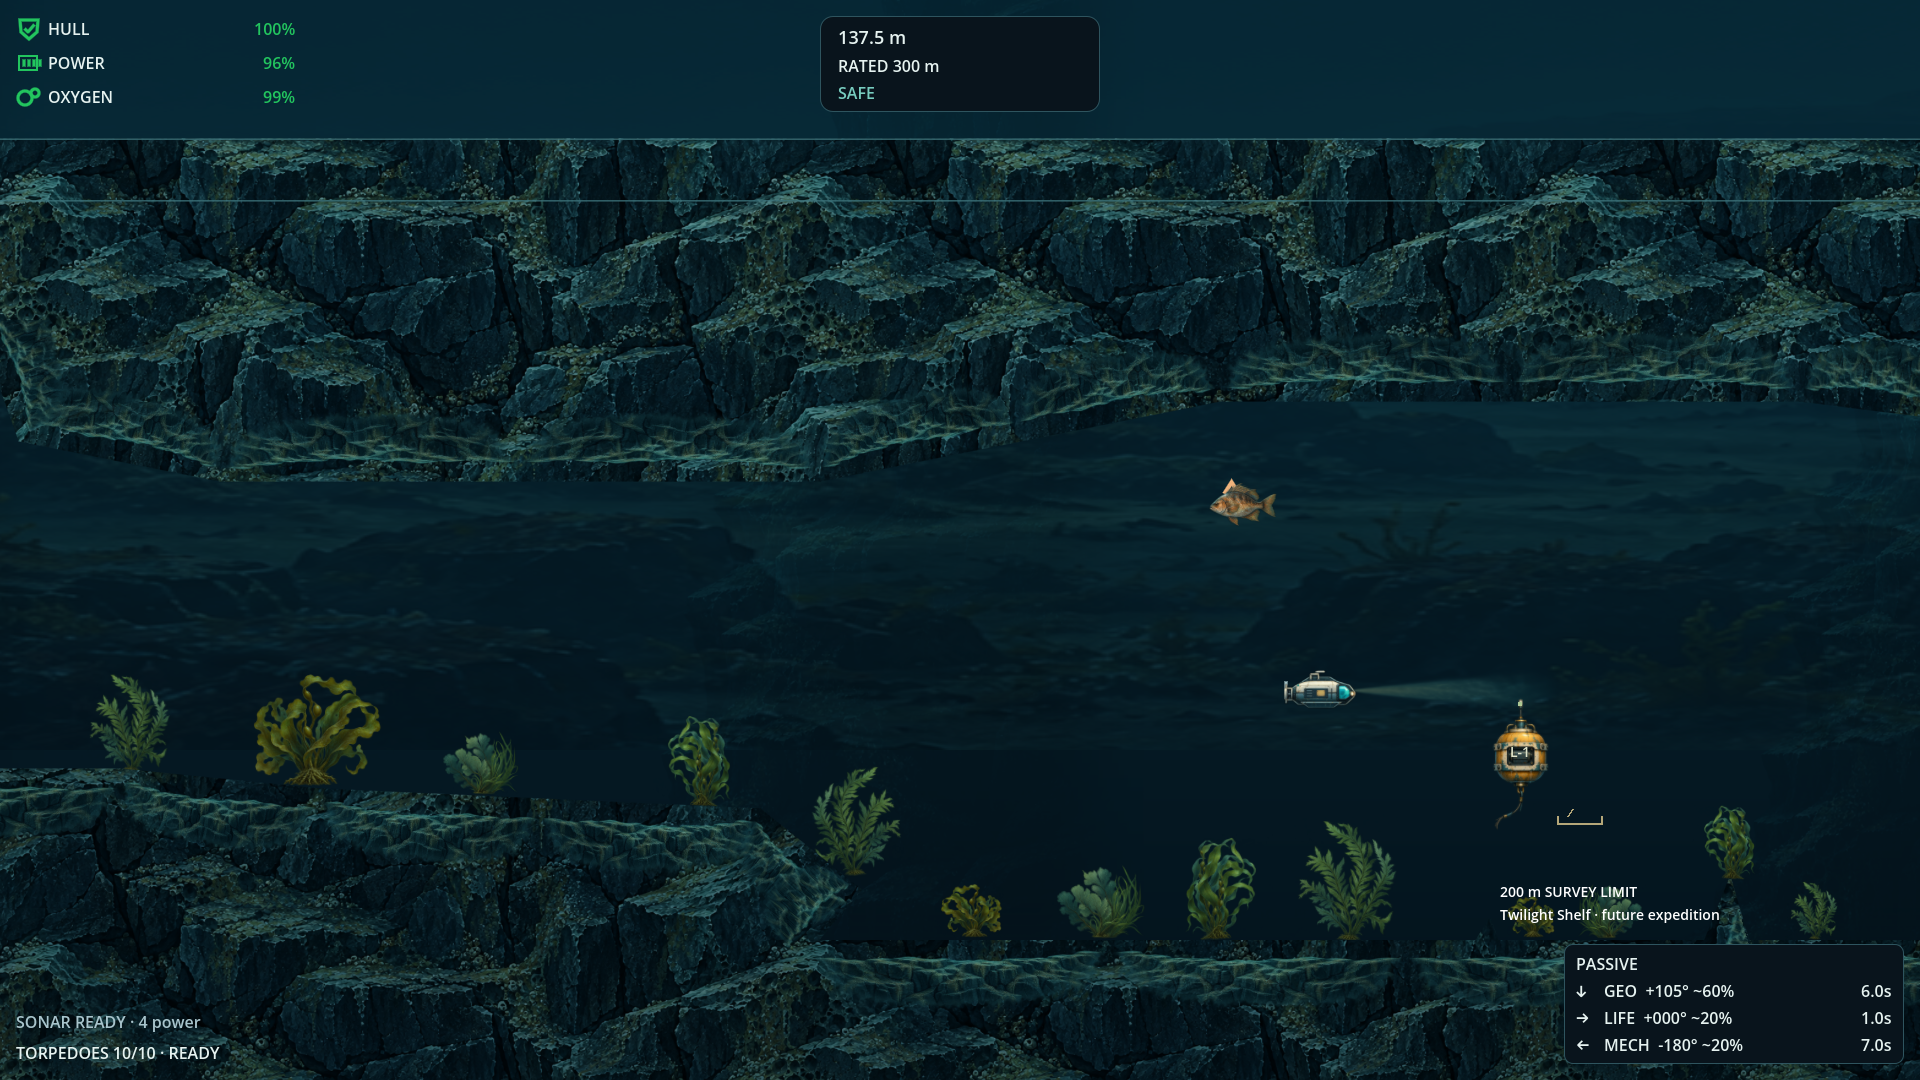 HULL 100%
POWER 96%
OXYGEN 99%
137.5 m
RATED 300 m
SAFE
L-1
200 m SURVEY LIMIT
Twilight Shelf · future expedition
PASSIVE
↓ GEO +105° ~60% 6.0s
→ LIFE +000° ~20% 1.0s
← MECH -180° ~20% 7.0s
SONAR READY · 4 power
TORPEDOES 10/10 · READY